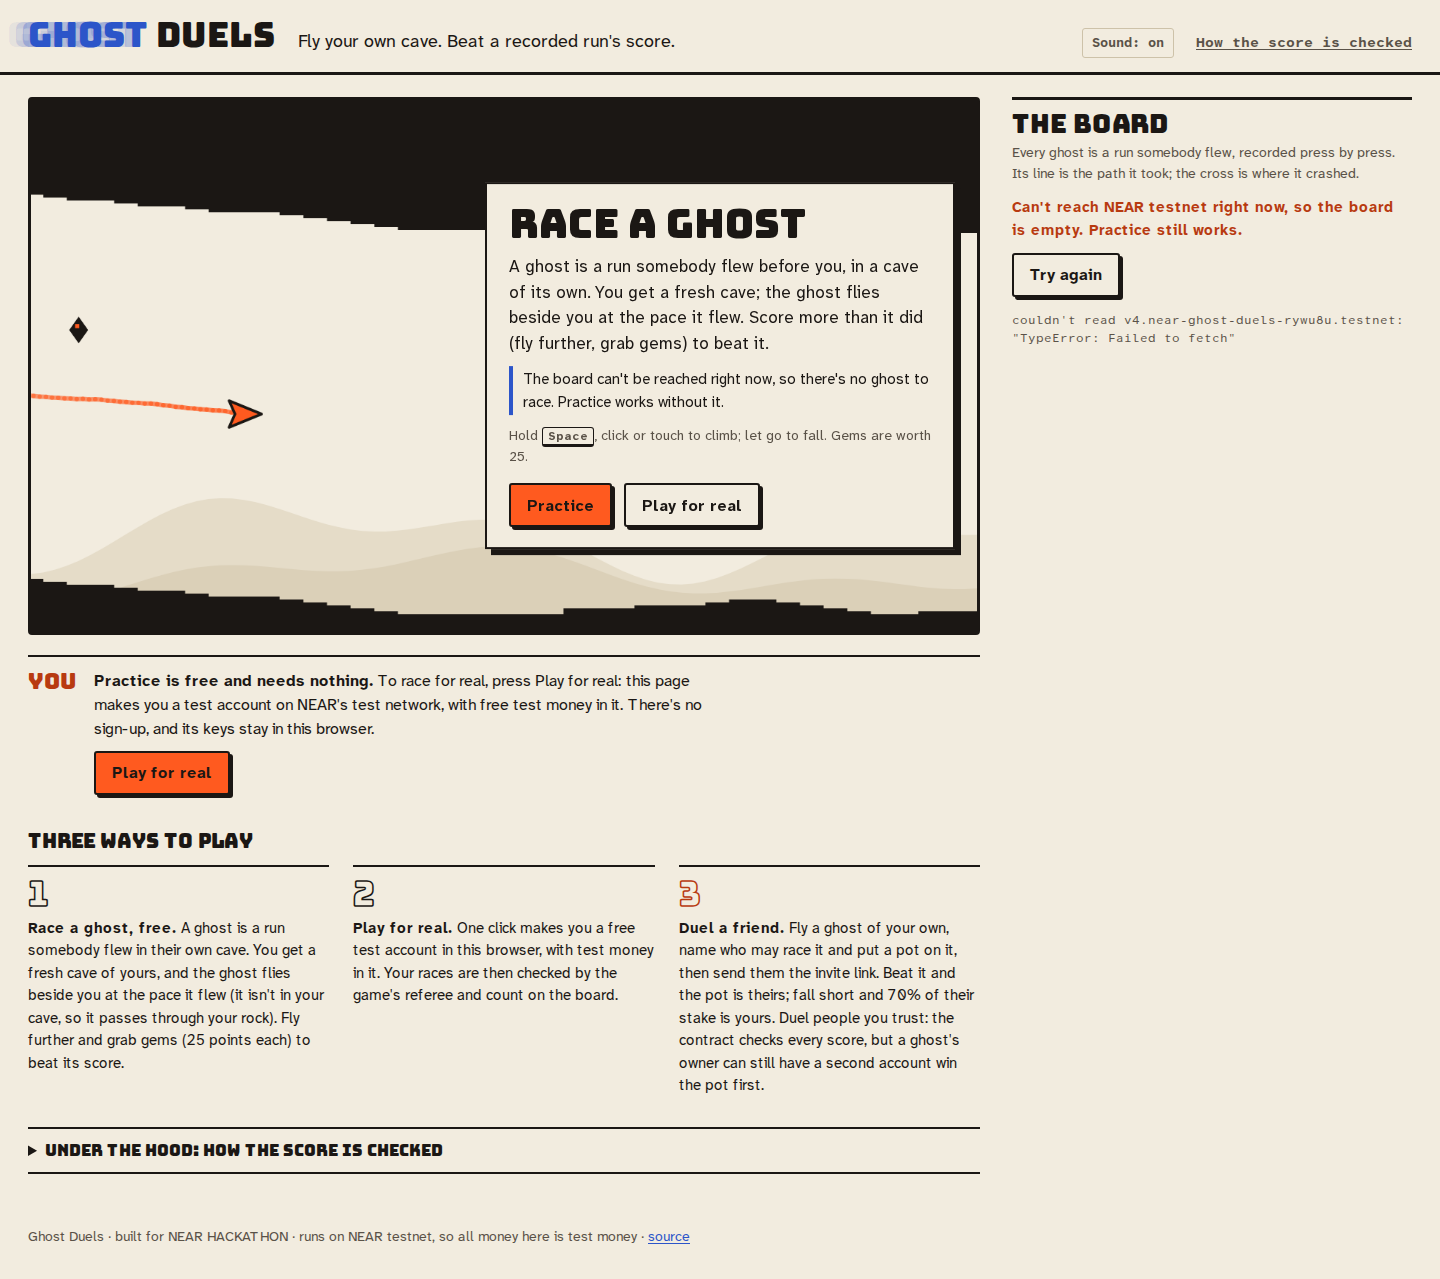 GHOST DUELS
Fly your own cave. Beat a recorded run's score.
Sound: on
How the score is checked
RACE A GHOST
A ghost is a run somebody flew before you, in a cave
of its own. You get a fresh cave; the ghost flies
beside you at the pace it flew. Score more than it did
(fly further, grab gems) to beat it.
The board can't be reached right now, so there's no ghost to
race. Practice works without it.
Hold Space, click or touch to climb; let go to fall. Gems are worth
25.
Practice
Play for real
THE BOARD
Every ghost is a run somebody flew, recorded press by press.
Its line is the path it took; the cross is where it crashed.
Can't reach NEAR testnet right now, so the board
is empty. Practice still works.
Try again
couldn't read v4.near-ghost-duels-rywu8u.testnet:
"TypeError: Failed to fetch"
YOU
Practice is free and needs nothing. To race for real, press Play for real: this page
makes you a test account on NEAR's test network, with free test money in it. There's no
sign-up, and its keys stay in this browser.
Play for real
THREE WAYS TO PLAY
1
Race a ghost, free. A ghost is a run
somebody flew in their own cave. You get a
fresh cave of yours, and the ghost flies
beside you at the pace it flew (it isn't in your
cave, so it passes through your rock). Fly
further and grab gems (25 points each) to
beat its score.
2
Play for real. One click makes you a free
test account in this browser, with test money
in it. Your races are then checked by the
game's referee and count on the board.
3
Duel a friend. Fly a ghost of your own,
name who may race it and put a pot on it,
then send them the invite link. Beat it and
the pot is theirs; fall short and 70% of their
stake is yours. Duel people you trust: the
contract checks every score, but a ghost's
owner can still have a second account win
the pot first.
UNDER THE HOOD: HOW THE SCORE IS CHECKED
Ghost Duels · built for NEAR HACKATHON · runs on NEAR testnet, so all money here is test money · source